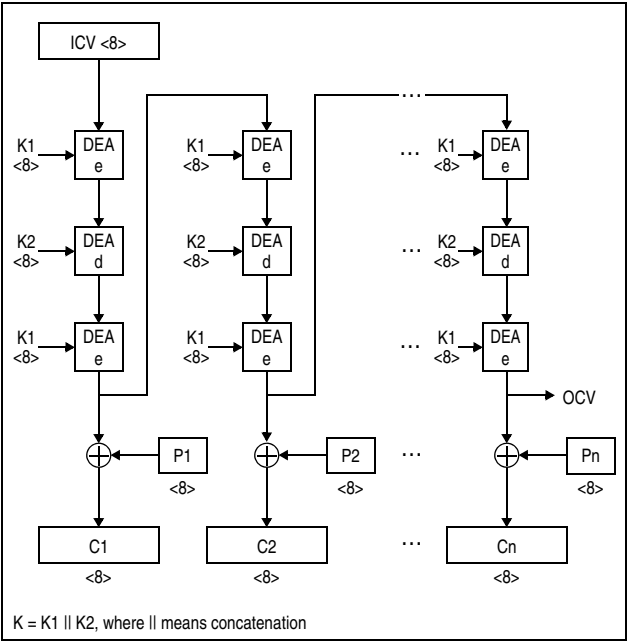 ICV <8>
...
K1 <8> DEA e K1 <8> DEA e ... K1 <8> DEA e
K2 <8> DEA d K2 <8> DEA d ... K2 <8> DEA d
K1 <8> DEA e K1 <8> DEA e ... K1 <8> DEA e
OCV
P1 P2 ... Pn
<8> <8> <8>
C1 C2 ... Cn
<8> <8> <8>
K = K1 || K2, where || means concatenation